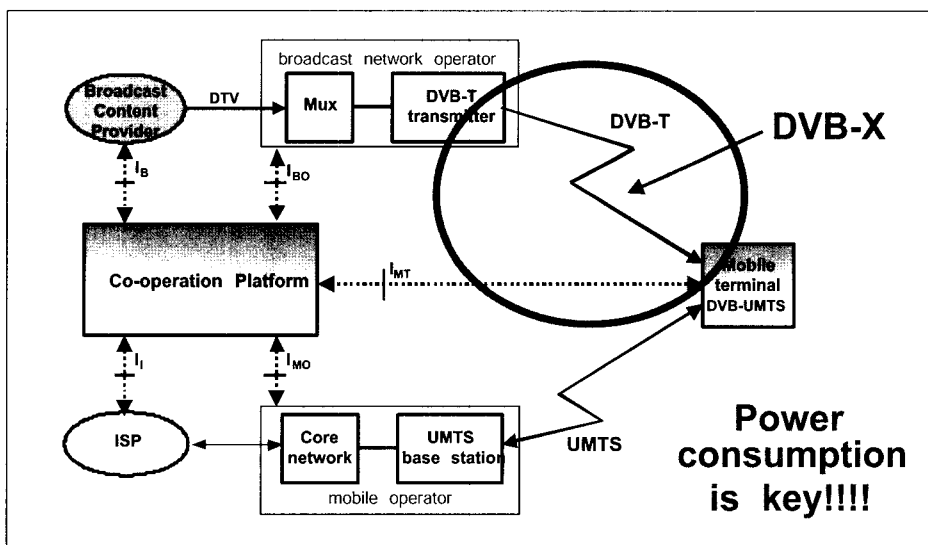 broadcast network operator
Broadcast
Content
Provider
DTV
Mux
DVB-T
transmitter
DVB-T
DVB-X
I_B
I_BO
Co-operation Platform
I_MT
Mobile
terminal
DVB-UMTS
I_I
I_MO
ISP
Core
network
UMTS
base station
mobile operator
UMTS
Power
consumption
is key!!!!